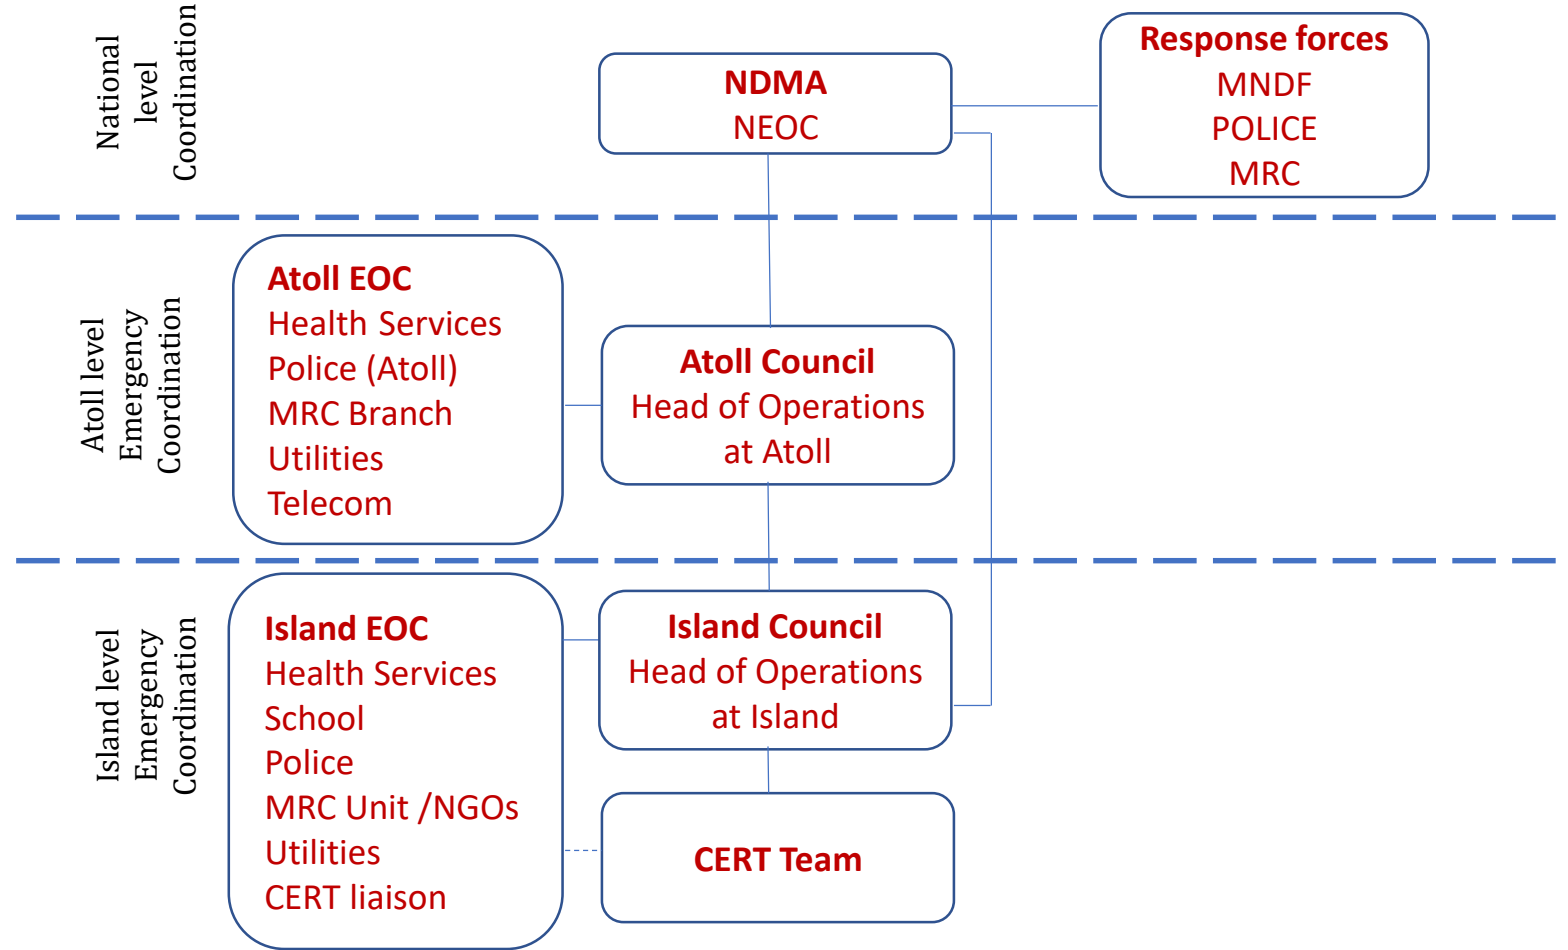 National
level
Coordination
NDMA
NEOC
Response forces
MNDF
POLICE
MRC
Atoll level
Emergency
Coordination
Atoll EOC
Health Services
Police (Atoll)
MRC Branch
Utilities
Telecom
Atoll Council
Head of Operations
at Atoll
Island level
Emergency
Coordination
Island EOC
Health Services
School
Police
MRC Unit /NGOs
Utilities
CERT liaison
Island Council
Head of Operations
at Island
CERT Team